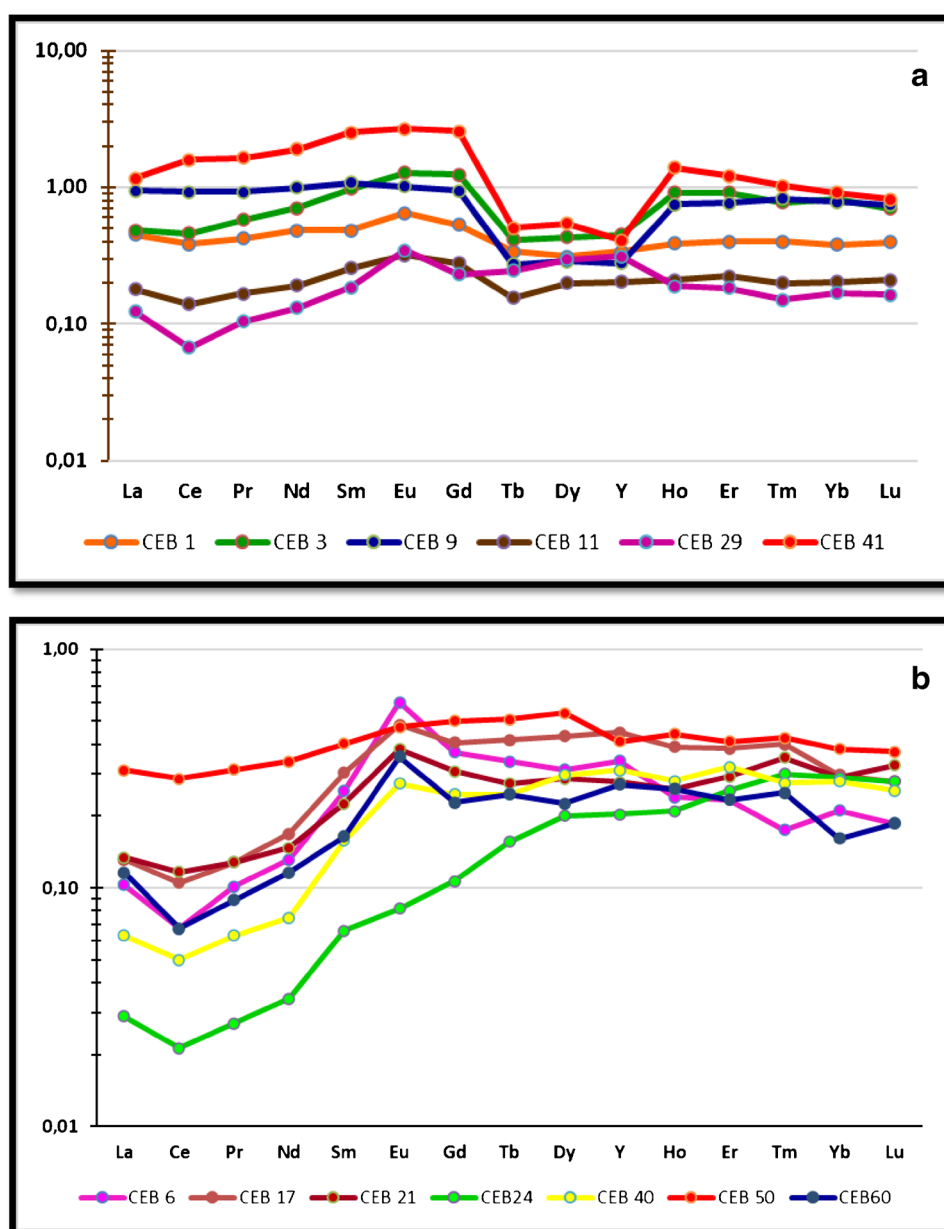 10,00
a
1,00
0,10
0,01
La Ce Pr Nd Sm Eu Gd Tb Dy Y Ho Er Tm Yb Lu
CEB 1 CEB 3 CEB 9 CEB 11 CEB 29 CEB 41
1,00
b
0,10
0,01
La Ce Pr Nd Sm Eu Gd Tb Dy Y Ho Er Tm Yb Lu
CEB 6 CEB 17 CEB 21 CEB24 CEB 40 CEB 50 CEB60